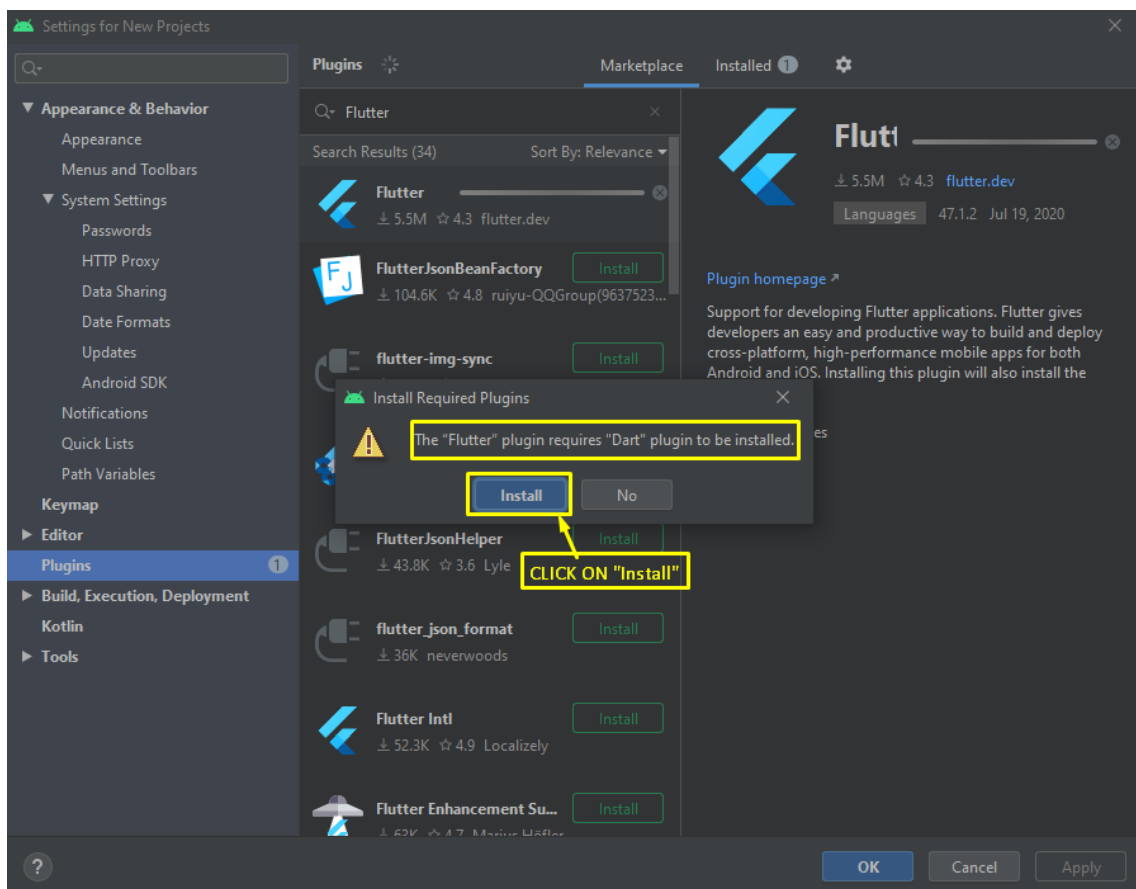 Settings for New Projects
Appearance & Behavior
Appearance
Menus and Toolbars
System Settings
Passwords
HTTP Proxy
Data Sharing
Date Formats
Updates
Android SDK
Notifications
Quick Lists
Path Variables
Keymap
Editor
Plugins 1
Build, Execution, Deployment
Kotlin
Tools
Plugins Marketplace Installed 1
Flutter
Search Results (34) Sort By: Relevance
Flutter
5.5M 4.3 flutter.dev
FlutterJsonBeanFactory Install
104.6K 4.8 ruiyu-QQGroup(9637523...
flutter-img-sync Install
Install Required Plugins
The "Flutter" plugin requires "Dart" plugin to be installed.
Install No
CLICK ON "Install"
FlutterJsonHelper Install
43.8K 3.6 Lyle
flutter_json_format Install
36K neverwoods
Flutter Intl Install
52.3K 4.9 Localizely
Flutter Enhancement Su... Install
63K 4.7 Marius Höfler
Flutt
5.5M 4.3 flutter.dev
Languages 47.1.2 Jul 19, 2020
Plugin homepage
Support for developing Flutter applications. Flutter gives
developers an easy and productive way to build and deploy
cross-platform, high-performance mobile apps for both
Android and iOS. Installing this plugin will also install the
es
? OK Cancel Apply